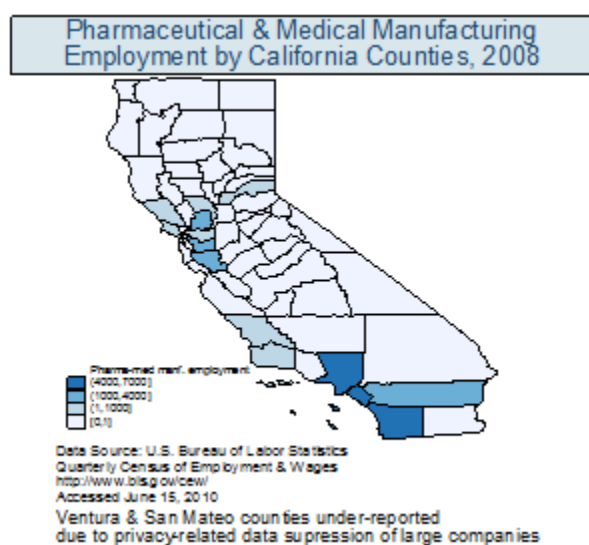 Pharmaceutical & Medical Manufacturing
Employment by California Counties, 2008
Pharma-med manf. employment
(4000,7000]
(1000,4000]
(1,1000]
[0,1]
Data Source: U.S. Bureau of Labor Statistics
Quarterly Census of Employment & Wages
http://www.bls.gov/cew/
Accessed June 15, 2010
Ventura & San Mateo counties under-reported
due to privacy-related data supression of large companies